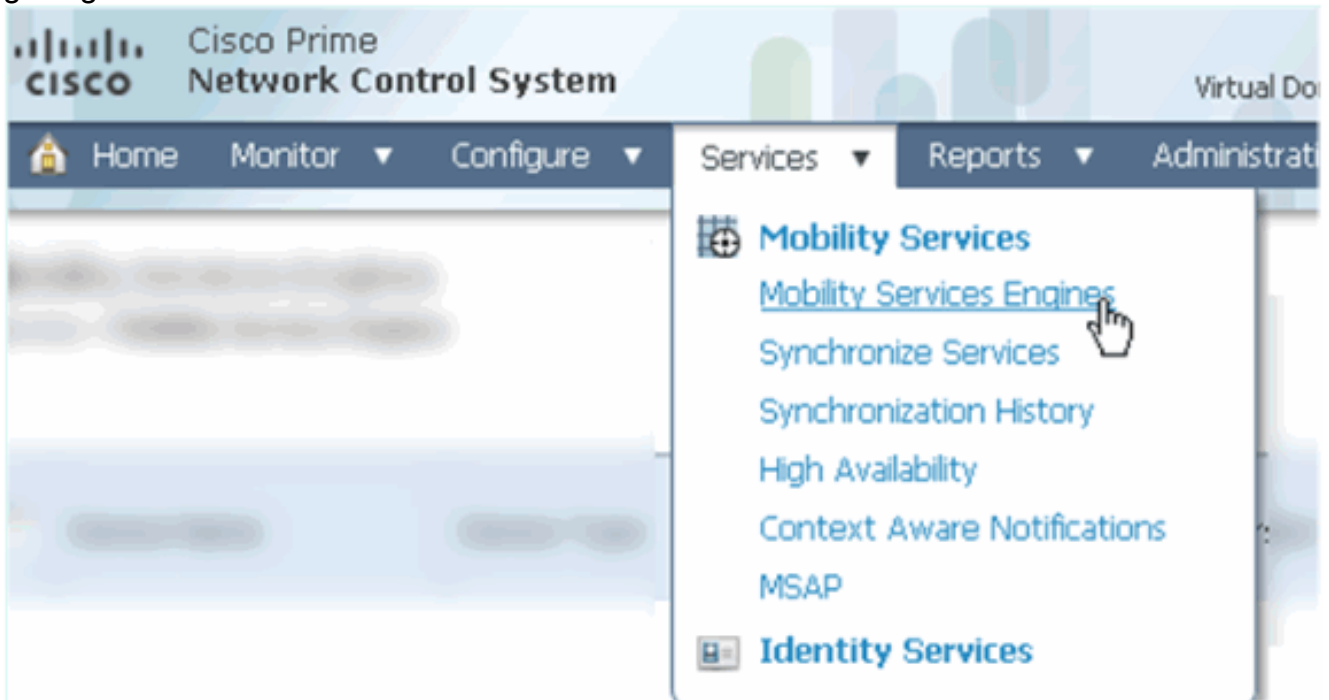 CISCO
Cisco Prime
Network Control System
Virtual Do
Home Monitor Configure Services Reports Administrati
Mobility Services
Mobility Services Engines
Synchronize Services
Synchronization History
High Availability
Context Aware Notifications
MSAP
Identity Services